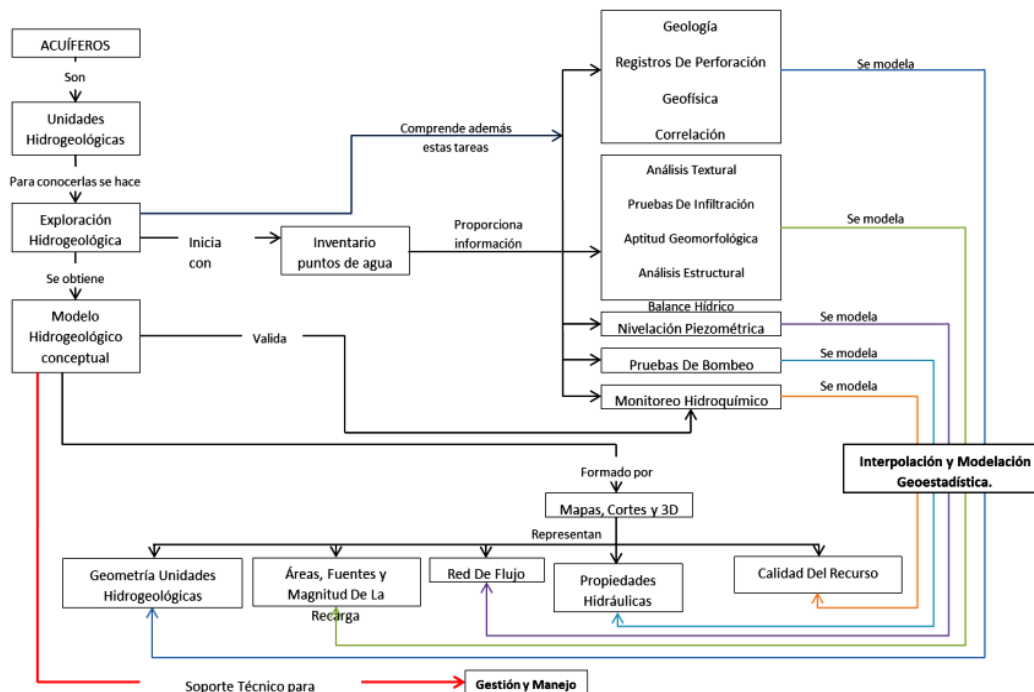 ACUÍFEROS
Son
Unidades
Hidrogeológicas
Para conocerlas se hace
Exploración
Hidrogeológica
Inicia
con
Inventario
puntos de agua
Proporciona
información
Comprende además
estas tareas
Se obtiene
Modelo
Hidrogeológico
conceptual
Valida
Geología
Registros De Perforación
Geofísica
Correlación
Se modela
Análisis Textural
Pruebas De Infiltración
Aptitud Geomorfológica
Análisis Estructural
Balance Hídrico
Se modela
Nivelación Piezométrica
Se modela
Pruebas De Bombeo
Se modela
Monitoreo Hidroquímico
Se modela
Interpolación y Modelación
Geoestadística.
Formado por
Mapas, Cortes y 3D
Representan
Geometría Unidades
Hidrogeológicas
Áreas, Fuentes y
Magnitud De La
Recarga
Red De Flujo
Propiedades
Hidráulicas
Calidad Del Recurso
Soporte Técnico para
Gestión y Manejo